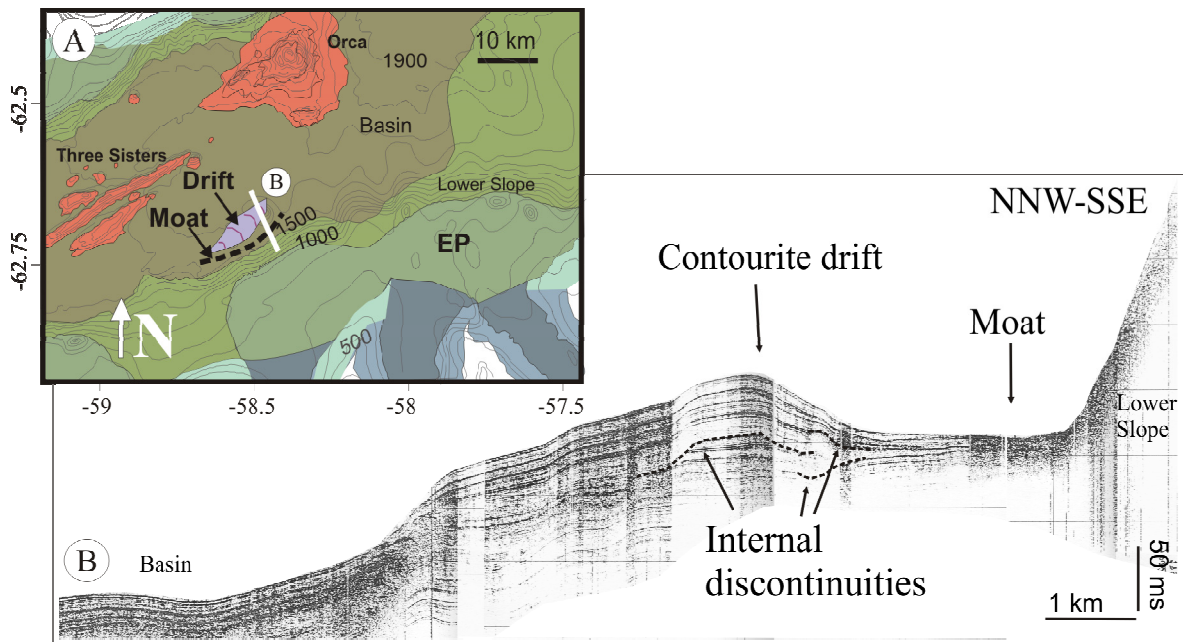 A
Orca
10 km
1900
-62.5
Basin
Three Sisters
Drift
B
Lower Slope
Moat
1500
1000
EP
-62.75
N
500
-59
-58.5
-58
-57.5
NNW-SSE
Contourite drift
Moat
Lower
Slope
Internal
discontinuities
B
Basin
50 ms
1 km